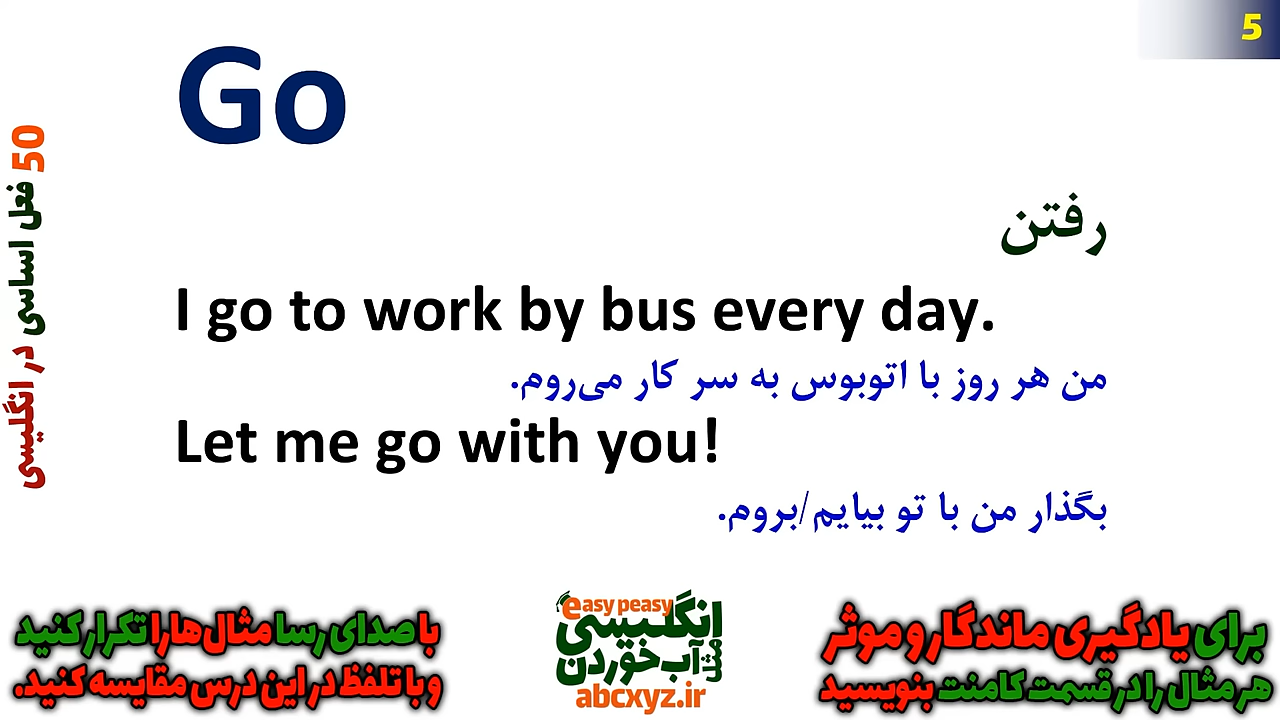 5
Go
رفتن
I go to work by bus every day.
من هر روز با اتوبوس به سر کار می‌روم.
Let me go with you!
بگذار من با تو بیایم/بروم.
50 فعل اساسی در انگلیسی
برای یادگیری ماندگار و موثر
هر مثال را در قسمت کامنت بنویسید
easy peasy
انگلیسی
مثل
آب خوردن
abcxyz.ir
با صدای رسا مثال‌ها را تکرار کنید
و با تلفظ در این درس مقایسه کنید.